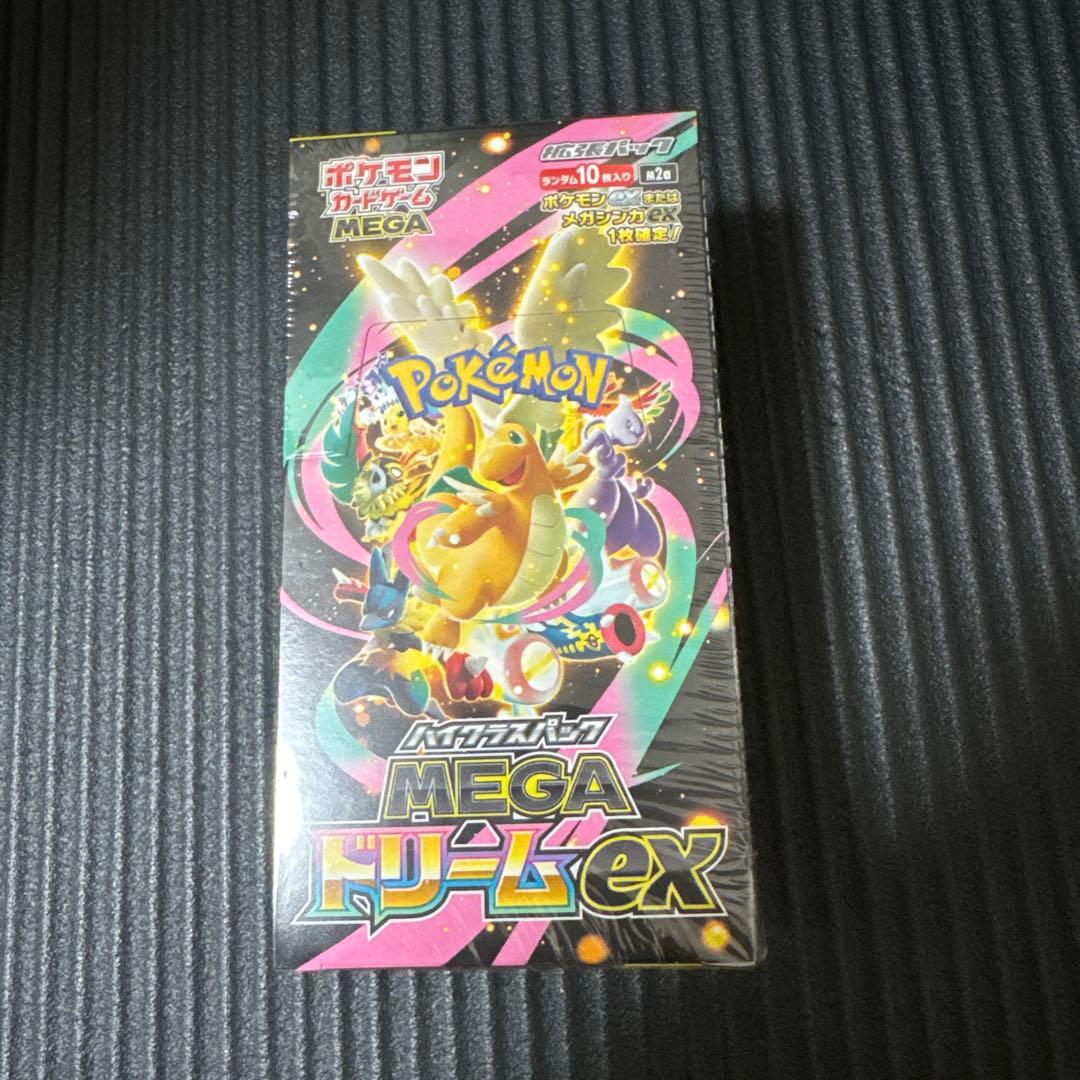 ポケモン
カードゲーム
MEGA
拡張パック
ランダム10枚入り M2a
ポケモンexまたは
メガシンカex
1枚確定!
POKéMON
ハイクラスパック
MEGA
ドリームex